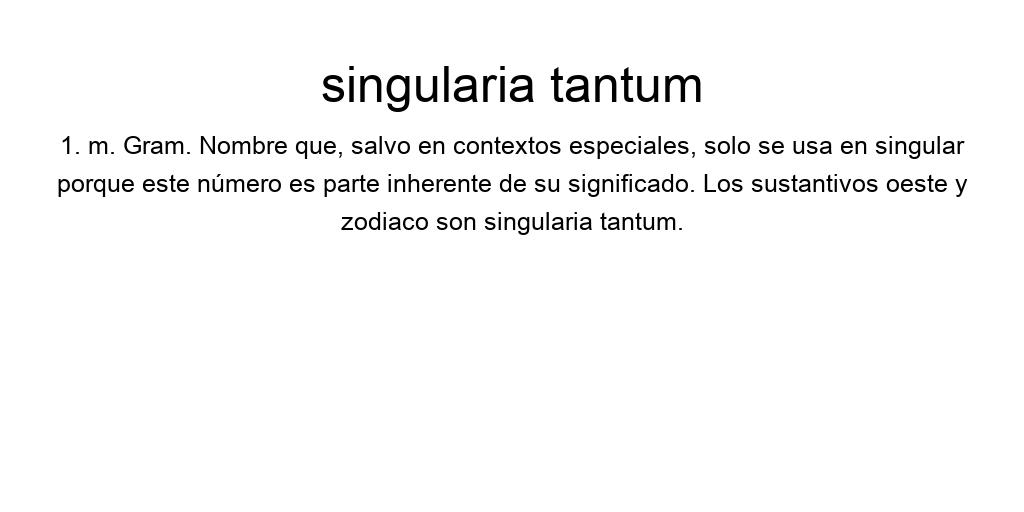 singularia tantum
1. m. Gram. Nombre que, salvo en contextos especiales, solo se usa en singular
porque este número es parte inherente de su significado. Los sustantivos oeste y
zodiaco son singularia tantum.